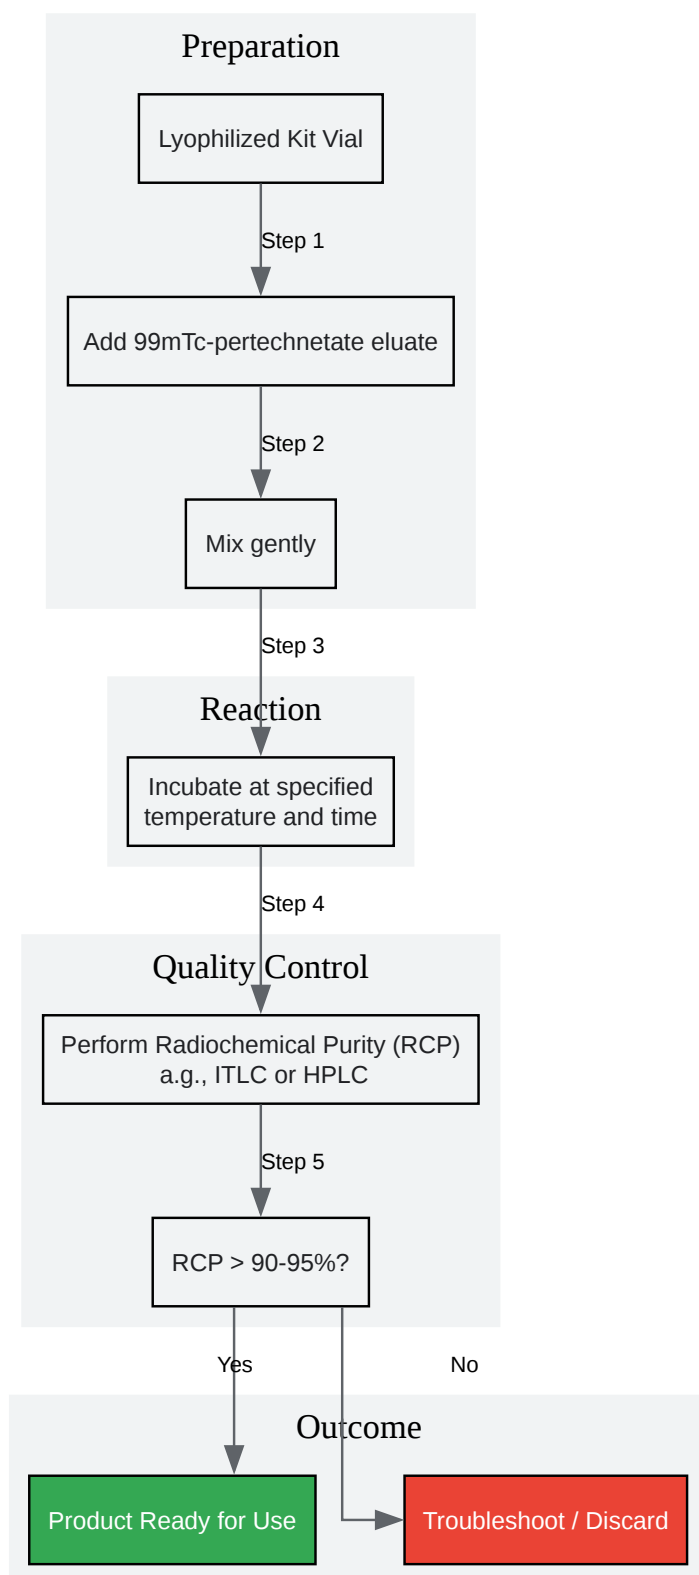 Preparation
Lyophilized Kit Vial
Step 1
Add 99mTc-pertechnetate eluate
Step 2
Mix gently
Step 3
Reaction
Incubate at specified
temperature and time
Step 4
Quality Control
Perform Radiochemical Purity (RCP)
a.g., ITLC or HPLC
Step 5
RCP > 90-95%?
Yes
No
Outcome
Product Ready for Use
Troubleshoot / Discard